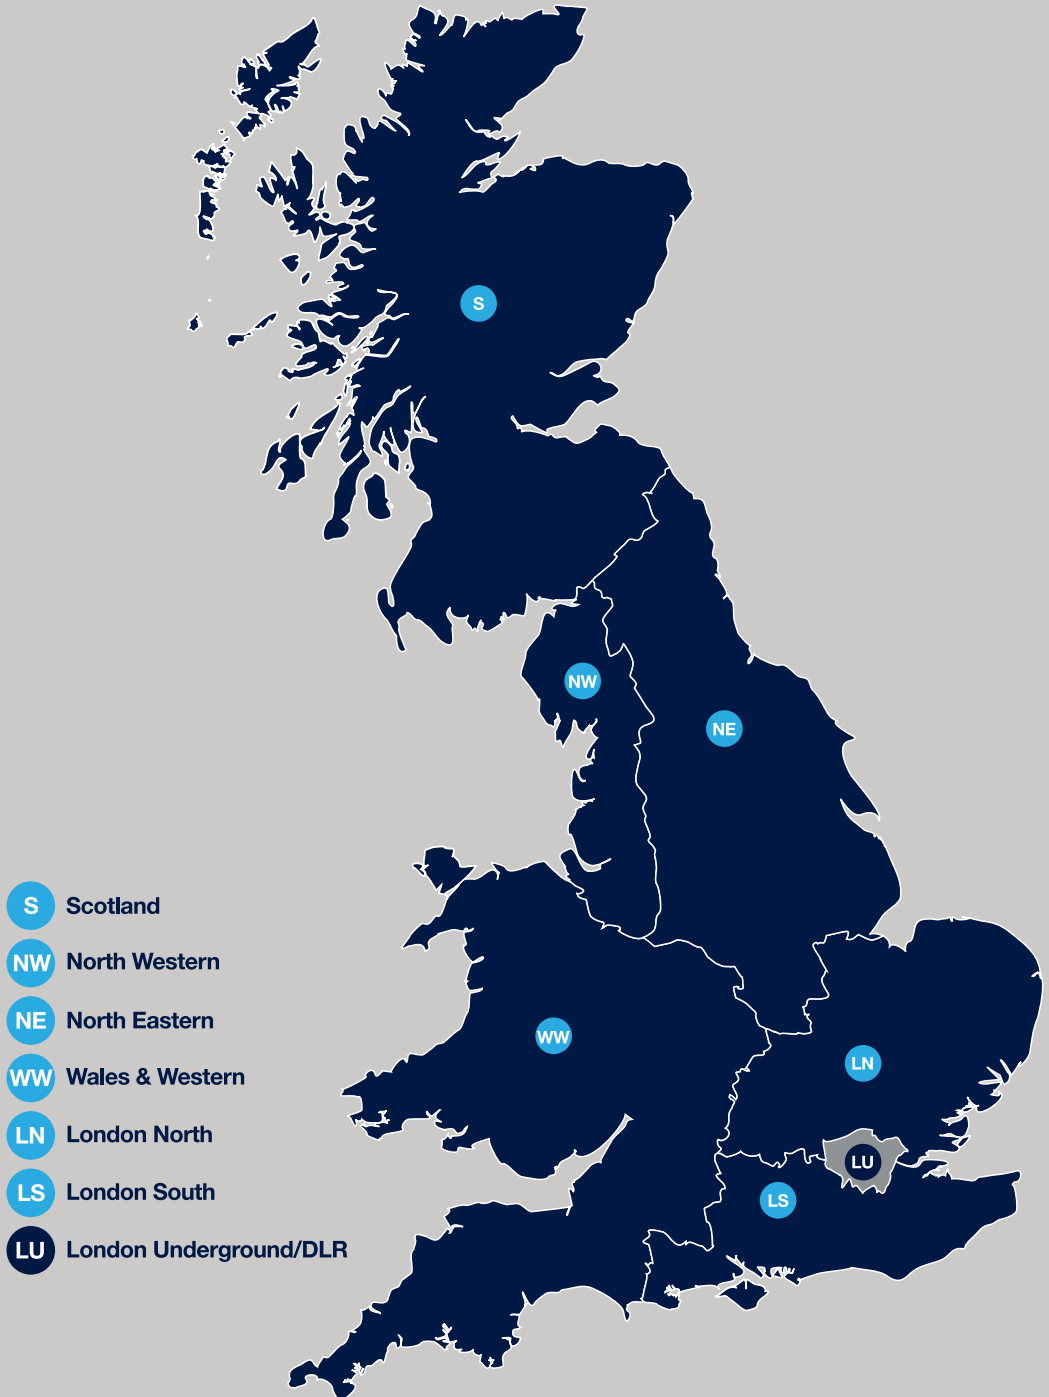 S
NW
NE
WW
LN
LU
LS
S Scotland
NW North Western
NE North Eastern
WW Wales & Western
LN London North
LS London South
LU London Underground/DLR